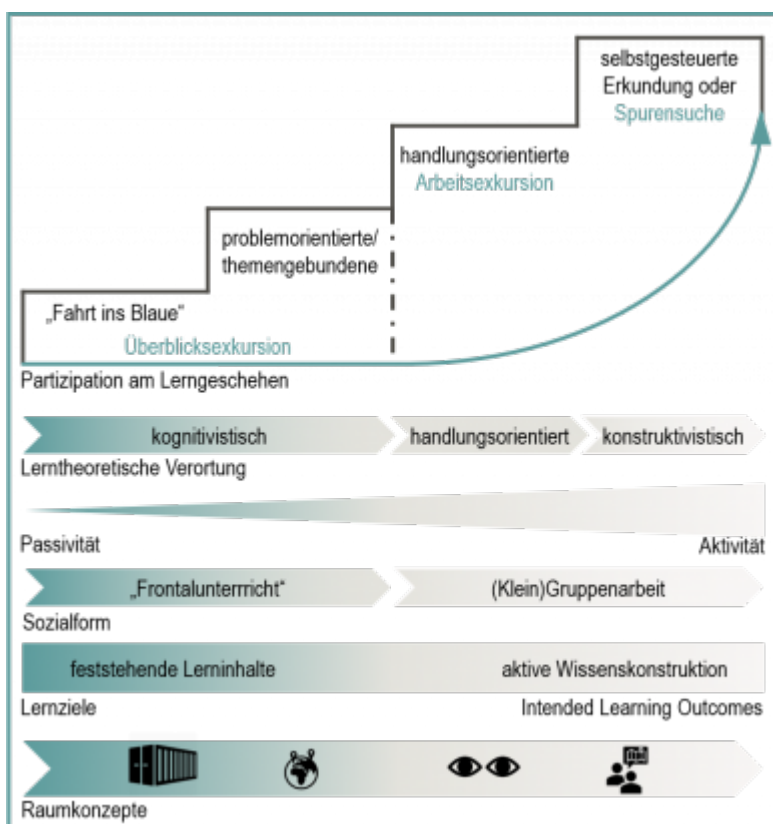 selbstgesteuerte
Erkundung oder
Spurensuche
handlungsorientierte
Arbeitsexkursion
problemorientierte/
themengebundene
„Fahrt ins Blaue“
Überblicksexkursion
Partizipation am Lerngeschehen
kognitivistisch handlungsorientiert konstruktivistisch
Lerntheoretische Verortung
Passivität Aktivität
„Frontalunterrricht“ (Klein)Gruppenarbeit
Sozialform
feststehende Lerninhalte aktive Wissenskonstruktion
Lernziele Intended Learning Outcomes
Raumkonzepte